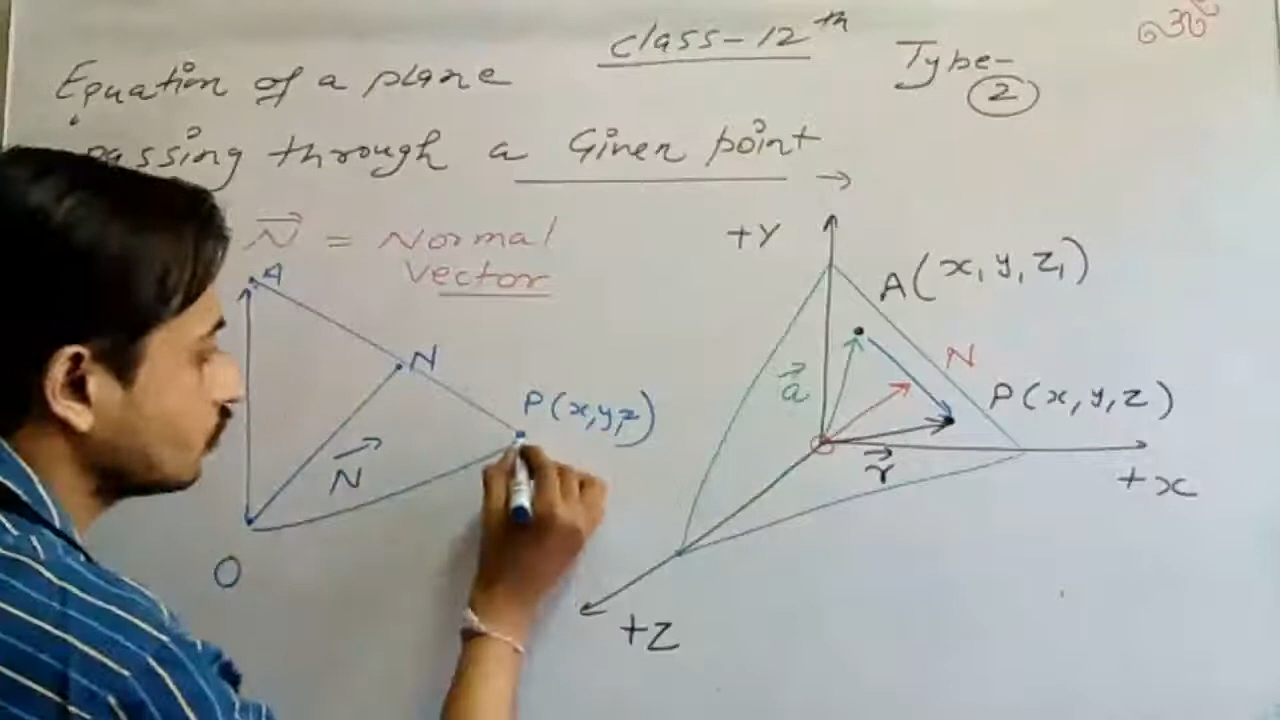 class-12th
Type-
2
Equation of a plane
passing through a Given point →
N = Normal
vector
A
N
P(x,y,z)
N
O
+Y
A(x, y, z1)
a
N
P(x, y, z)
r
+x
+Z